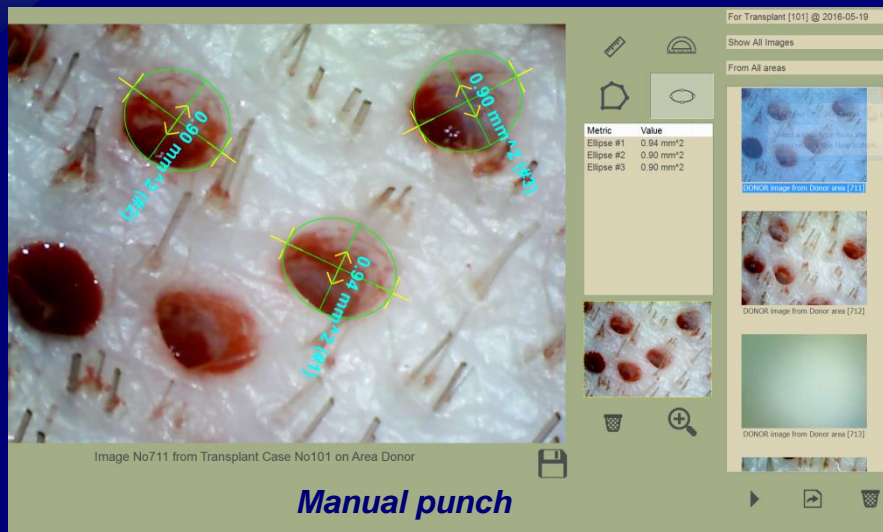 For Transplant [101] @ 2016-05-19
Show All Images
From All areas
0.90 mm^2 (#2)
0.90 mm^2 (#3)
0.94 mm^2 (#1)
Metric Value
Ellipse #1 0.94 mm^2
Ellipse #2 0.90 mm^2
Ellipse #3 0.90 mm^2
DONOR Image from Donor area [711]
DONOR Image from Donor area [712]
DONOR Image from Donor area [713]
Image No711 from Transplant Case No101 on Area Donor
Manual punch